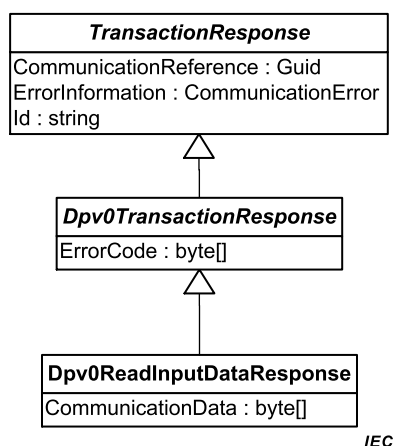 TransactionResponse
CommunicationReference : Guid
ErrorInformation : CommunicationError
Id : string
Dpv0TransactionResponse
ErrorCode : byte[]
Dpv0ReadInputDataResponse
CommunicationData : byte[]
IEC